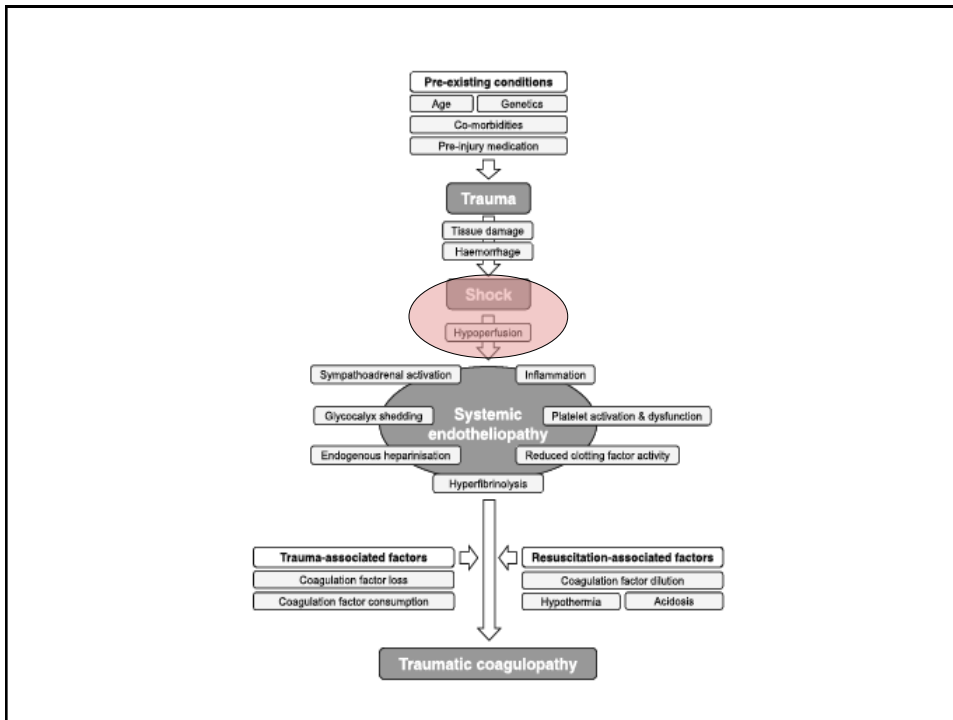 Pre-existing conditions
Age Genetics
Co-morbidities
Pre-injury medication
Trauma
Tissue damage
Haemorrhage
Shock
Hypoperfusion
Sympathoadrenal activation Inflammation
Glycocalyx shedding Systemic endotheliopathy Platelet activation & dysfunction
Endogenous heparinisation Reduced clotting factor activity
Hyperfibrinolysis
Trauma-associated factors Resuscitation-associated factors
Coagulation factor loss Coagulation factor dilution
Coagulation factor consumption Hypothermia Acidosis
Traumatic coagulopathy